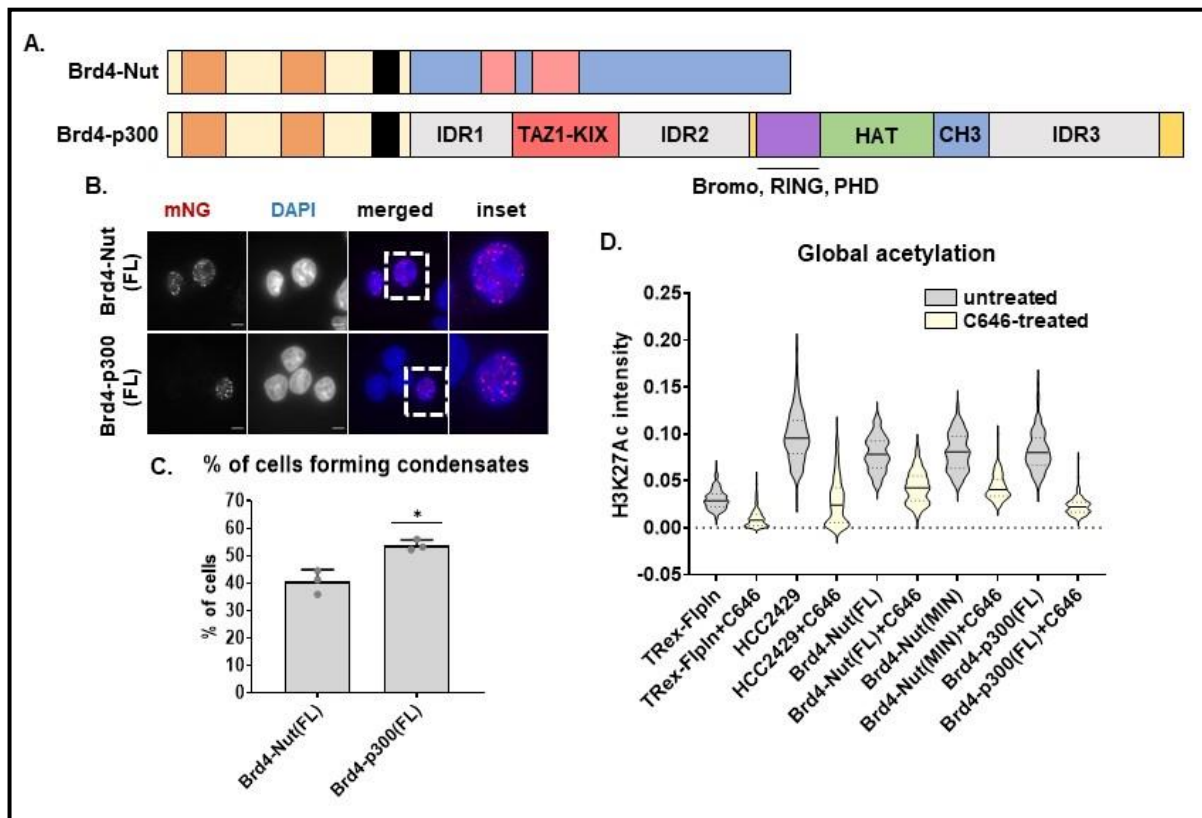 A.
Brd4-Nut
Brd4-p300
IDR1 TAZ1-KIX IDR2 HAT CH3 IDR3
Bromo, RING, PHD
B.
mNG DAPI merged inset
Brd4-Nut
(FL)
Brd4-p300
(FL)
C. % of cells forming condensates
*
% of cells
70
60
50
40
30
20
10
0
Brd4-Nut(FL)
Brd4-p300(FL)
D.
Global acetylation
untreated
C646-treated
H3K27Ac intensity
0.25
0.20
0.15
0.10
0.05
0.00
-0.05
TRex-FlpIn
TRex-FlpIn+C646
HCC2429
HCC2429+C646
Brd4-Nut(FL)
Brd4-Nut(FL)+C646
Brd4-Nut(MIN)
Brd4-Nut(MIN)+C646
Brd4-p300(FL)
Brd4-p300(FL)+C646